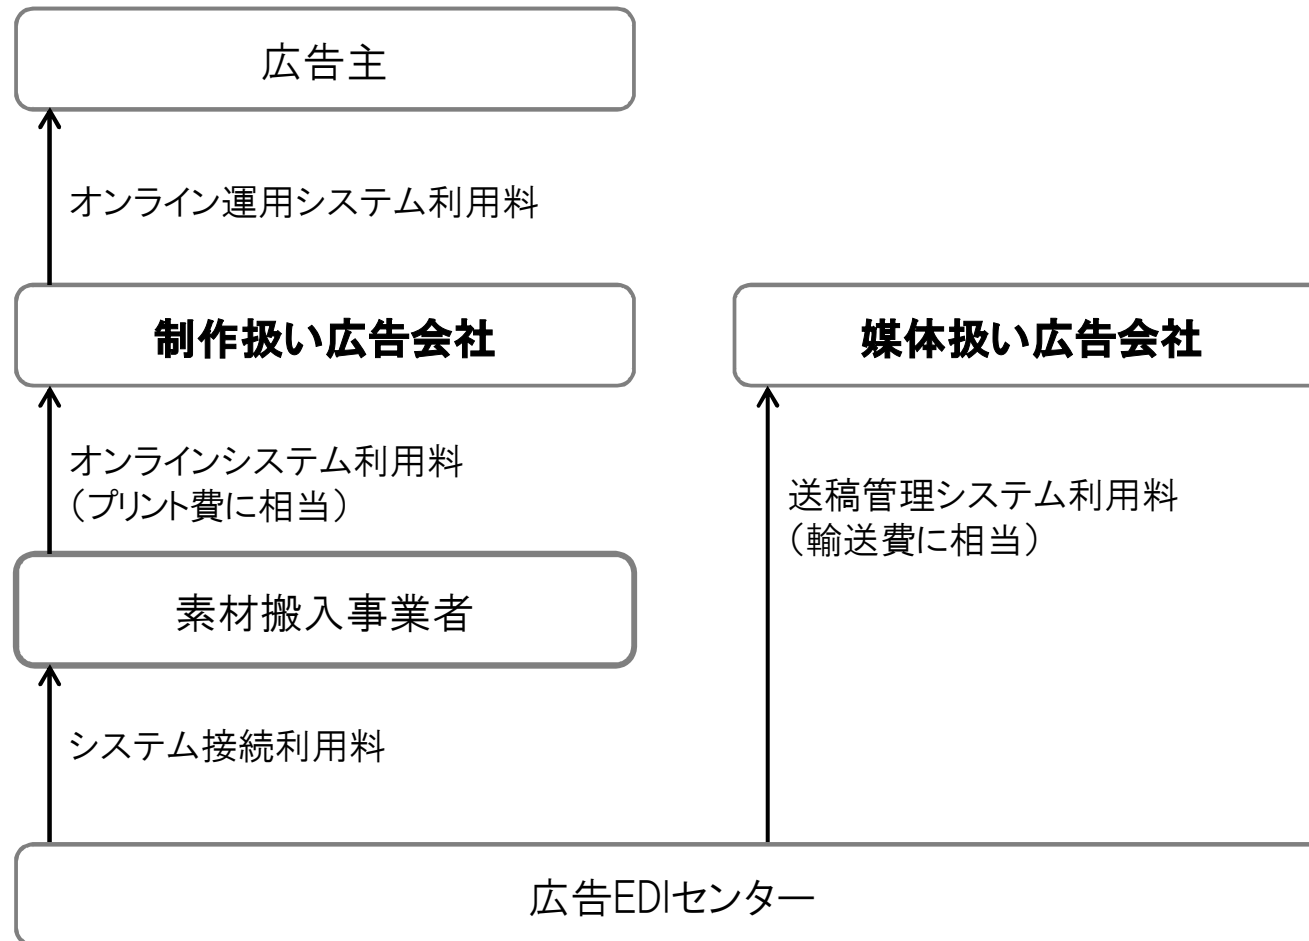 広告主
オンライン運用システム利用料
制作扱い広告会社
媒体扱い広告会社
オンラインシステム利用料
（プリント費に相当）
送稿管理システム利用料
（輸送費に相当）
素材搬入事業者
システム接続利用料
広告EDIセンター